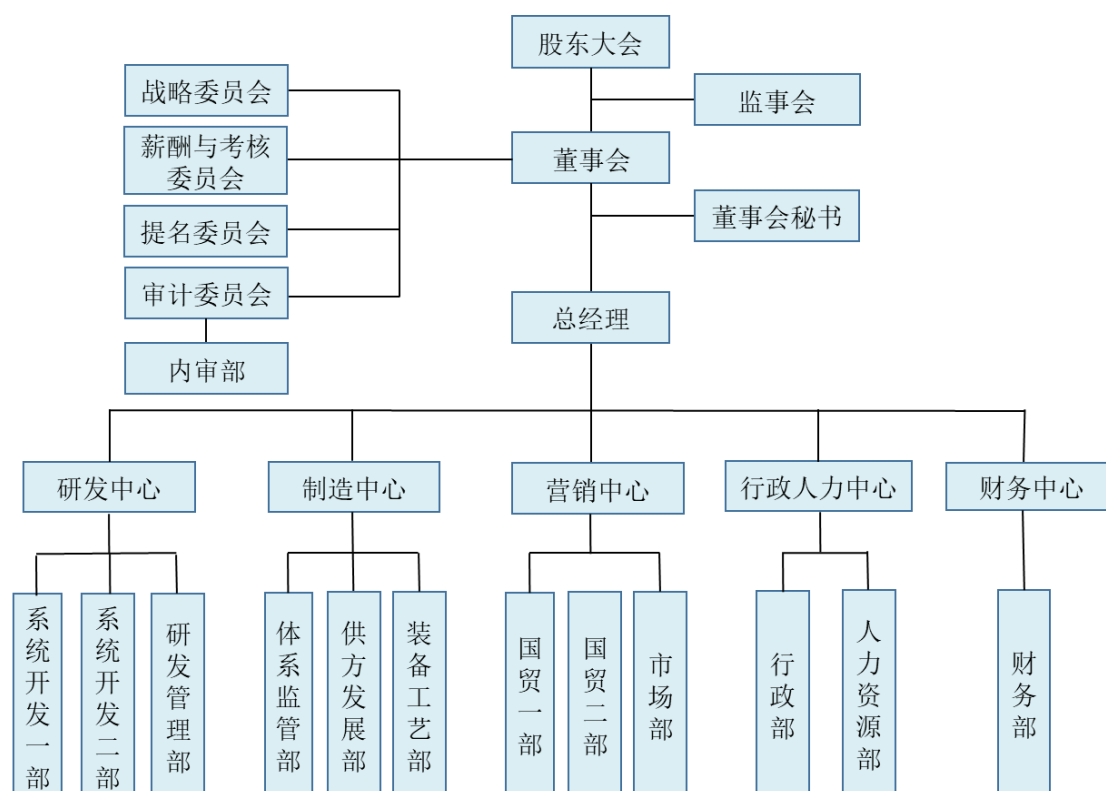 股东大会
战略委员会
监事会
薪酬与考核
委员会
董事会
提名委员会
董事会秘书
审计委员会
总经理
内审部
研发中心
制造中心
营销中心
行政人力中心
财务中心
系统开发一部
系统开发二部
研发管理部
体系监管部
供方发展部
装备工艺部
国贸一部
国贸二部
市场部
行政部
人力资源部
财务部